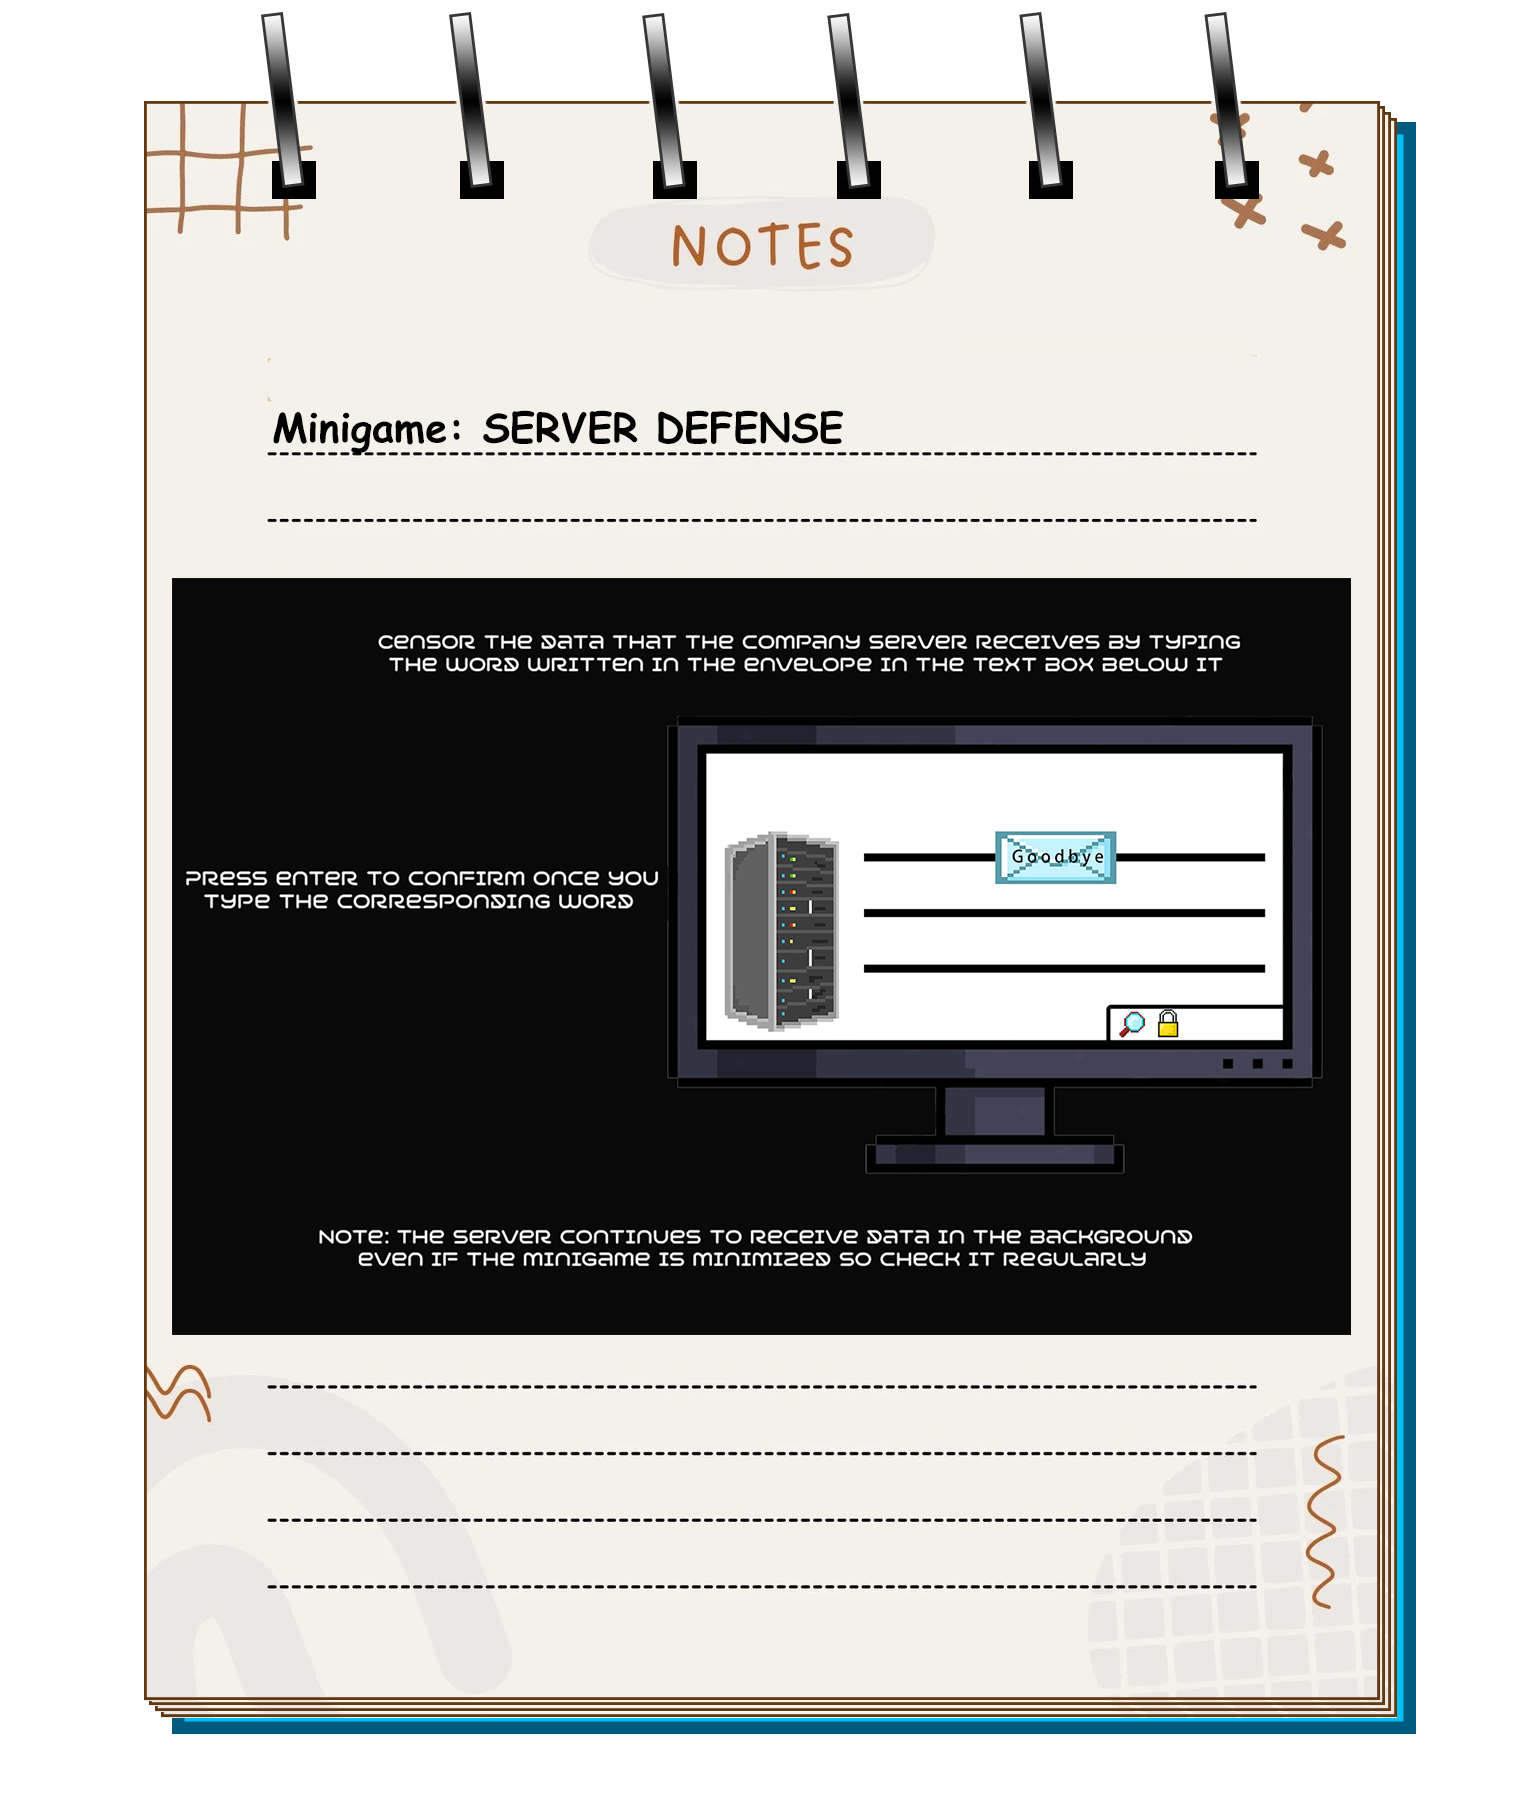 NOTES
Minigame: SERVER DEFENSE
CENSOR THE DATA THAT THE COMPANY SERVER RECEIVES BY TYPING
THE WORD WRITTEN IN THE ENVELOPE IN THE TEXT BOX BELOW IT
Goodbye
PRESS ENTER TO CONFIRM ONCE YOU
TYPE THE CORRESPONDING WORD
NOTE: THE SERVER CONTINUES TO RECEIVE DATA IN THE BACKGROUND
EVEN IF THE MINIGAME IS MINIMIZED SO CHECK IT REGULARLY